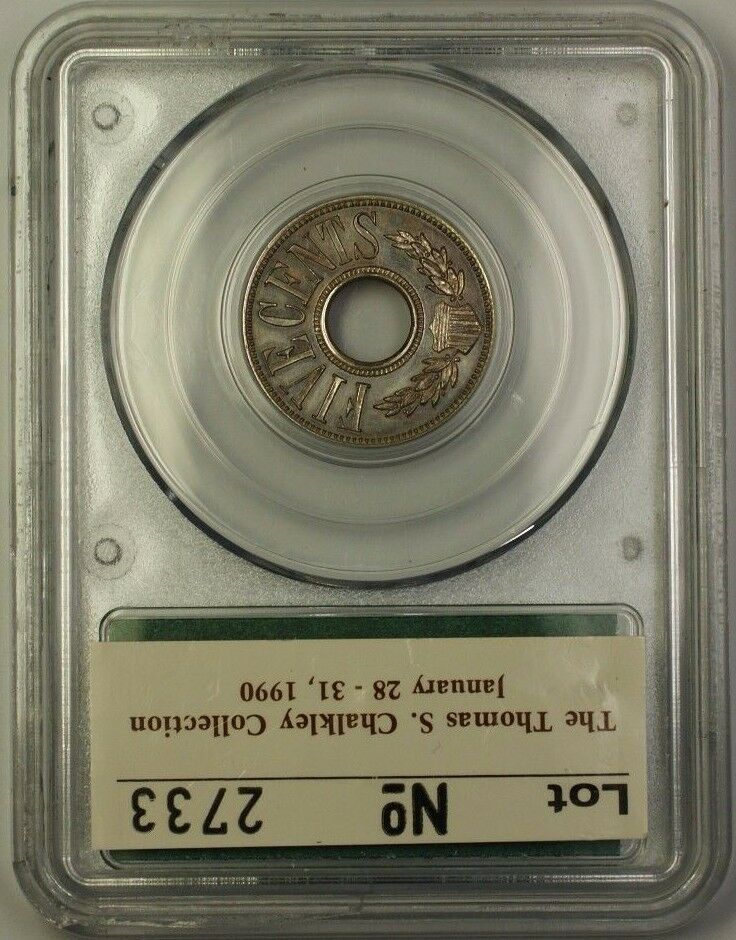 FIVE CENTS
Lot No 2733
The Thomas S. Chalkley Collection
January 28 - 31, 1990